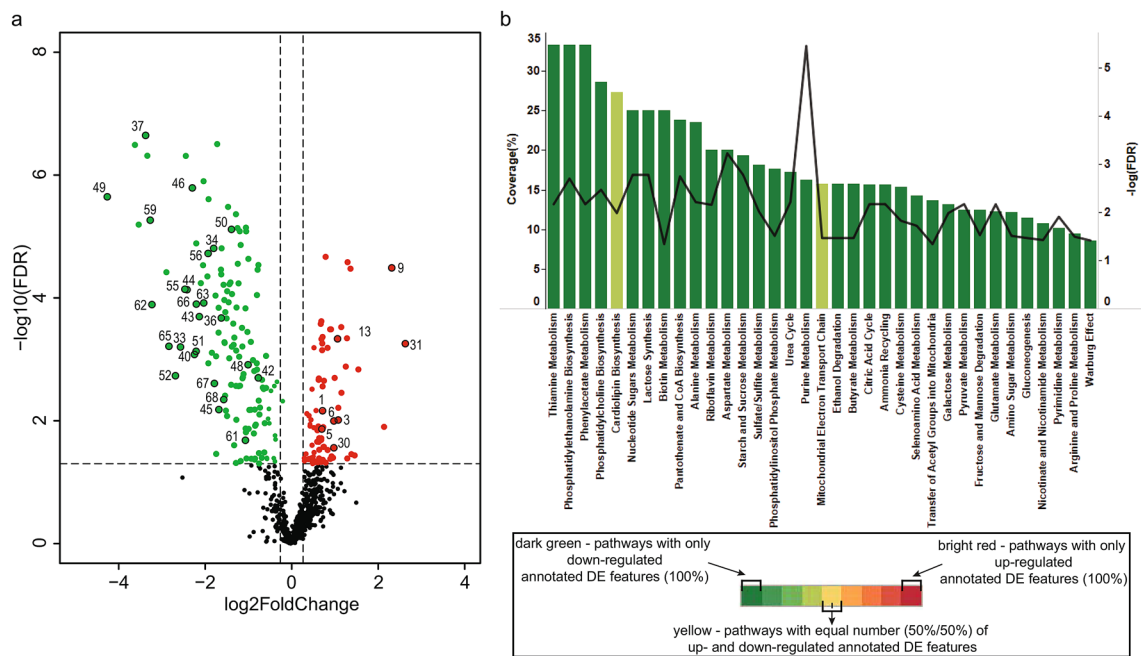 a
−log10(FDR)
8
6
4
2
0
37
49
46
59
50
34
56
55
44
62
66
63
43
36
65
33
51
40
48
42
52
67
68
45
61
9
13
31
1
6
3
5
30
−4
−2
0
2
4
log2FoldChange
b
Coverage(%)
35
30
25
20
15
10
5
0
-log(FDR)
5
4
3
2
1
0
Thiamine Metabolism
Phosphatidylethanolamine Biosynthesis
Phenylacetate Metabolism
Phosphatidylcholine Biosynthesis
Cardiolipin Biosynthesis
Nucleotide Sugars Metabolism
Lactose Synthesis
Biotin Metabolism
Pantothenate and CoA Biosynthesis
Alanine Metabolism
Riboflavin Metabolism
Aspartate Metabolism
Starch and Sucrose Metabolism
Sulfate/Sulfite Metabolism
Phosphatidylinositol Phosphate Metabolism
Urea Cycle
Purine Metabolism
Mitochondrial Electron Transport Chain
Ethanol Degradation
Butyrate Metabolism
Citric Acid Cycle
Ammonia Recycling
Cysteine Metabolism
Selenoamino Acid Metabolism
Transfer of Acetyl Groups into Mitochondria
Galactose Metabolism
Pyruvate Metabolism
Fructose and Mannose Degradation
Glutamate Metabolism
Amino Sugar Metabolism
Gluconeogenesis
Nicotinate and Nicotinamide Metabolism
Pyrimidine Metabolism
Arginine and Proline Metabolism
Warburg Effect
dark green - pathways with only
down-regulated
annotated DE features (100%)
bright red - pathways with only
up-regulated
annotated DE features (100%)
yellow - pathways with equal number (50%/50%) of
up- and down-regulated annotated DE features